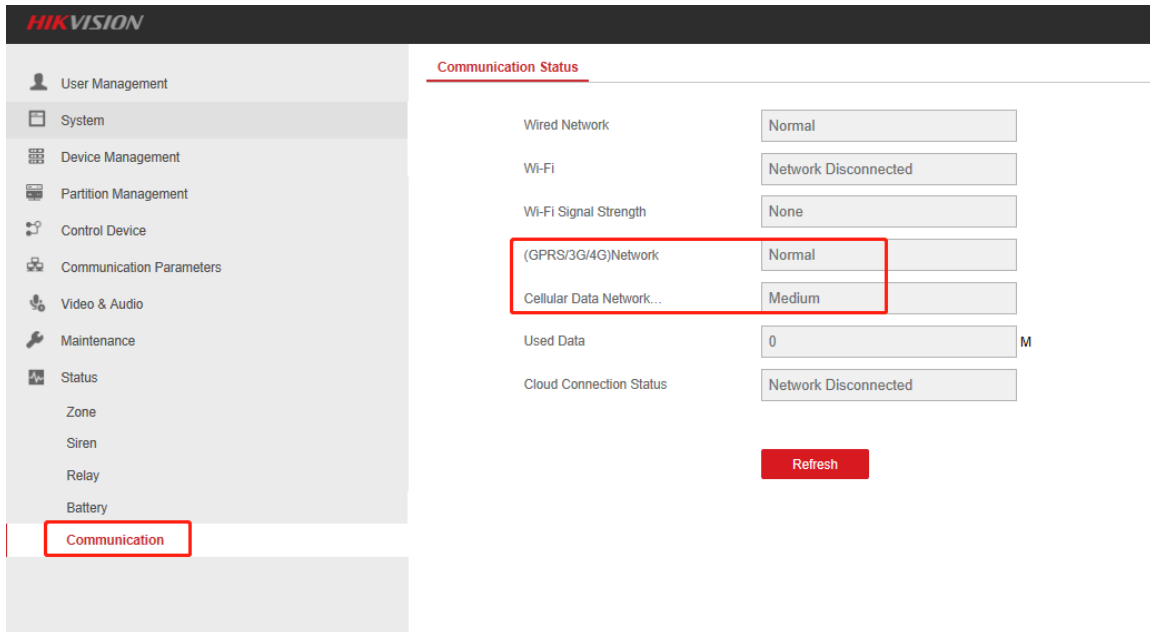 HIKVISION
User Management
System
Device Management
Partition Management
Control Device
Communication Parameters
Video & Audio
Maintenance
Status
Zone
Siren
Relay
Battery
Communication
Communication Status
Wired Network Normal
Wi-Fi Network Disconnected
Wi-Fi Signal Strength None
(GPRS/3G/4G)Network Normal
Cellular Data Network... Medium
Used Data 0 M
Cloud Connection Status Network Disconnected
Refresh